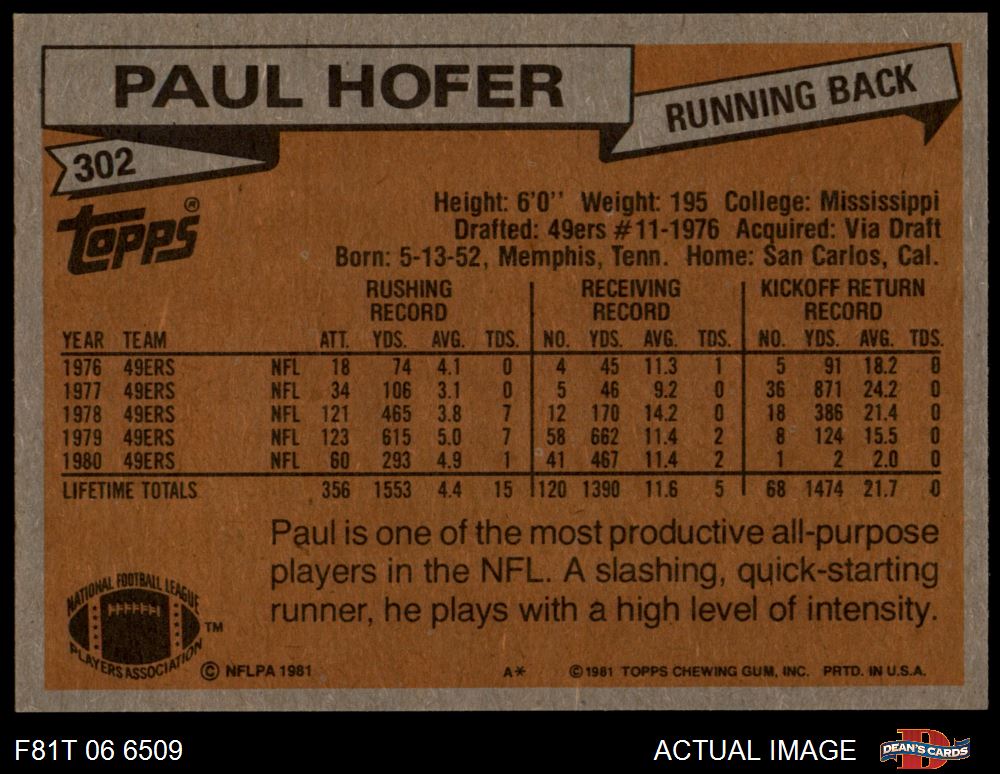 PAUL HOFER
RUNNING BACK
302
Topps®
Height: 6'0'' Weight: 195 College: Mississippi
Drafted: 49ers #11-1976 Acquired: Via Draft
Born: 5-13-52, Memphis, Tenn. Home: San Carlos, Cal.
RUSHING RECORD RECEIVING RECORD KICKOFF RETURN RECORD
YEAR TEAM ATT. YDS. AVG. TDS. NO. YDS. AVG. TDS. NO. YDS. AVG. TDS.
1976 49ERS NFL 18 74 4.1 0 4 45 11.3 1 5 91 18.2 0
1977 49ERS NFL 34 106 3.1 0 5 46 9.2 0 36 871 24.2 0
1978 49ERS NFL 121 465 3.8 7 12 170 14.2 0 18 386 21.4 0
1979 49ERS NFL 123 615 5.0 7 58 662 11.4 2 8 124 15.5 0
1980 49ERS NFL 60 293 4.9 1 41 467 11.4 2 1 2 2.0 0
LIFETIME TOTALS 356 1553 4.4 15 120 1390 11.6 5 68 1474 21.7 0
Paul is one of the most productive all-purpose
players in the NFL. A slashing, quick-starting
runner, he plays with a high level of intensity.
NATIONAL FOOTBALL LEAGUE
PLAYERS ASSOCIATION
TM
© NFLPA 1981 A* ©1981 TOPPS CHEWING GUM, INC. PRTD. IN U.S.A.
F81T 06 6509 ACTUAL IMAGE DEAN'S CARDS